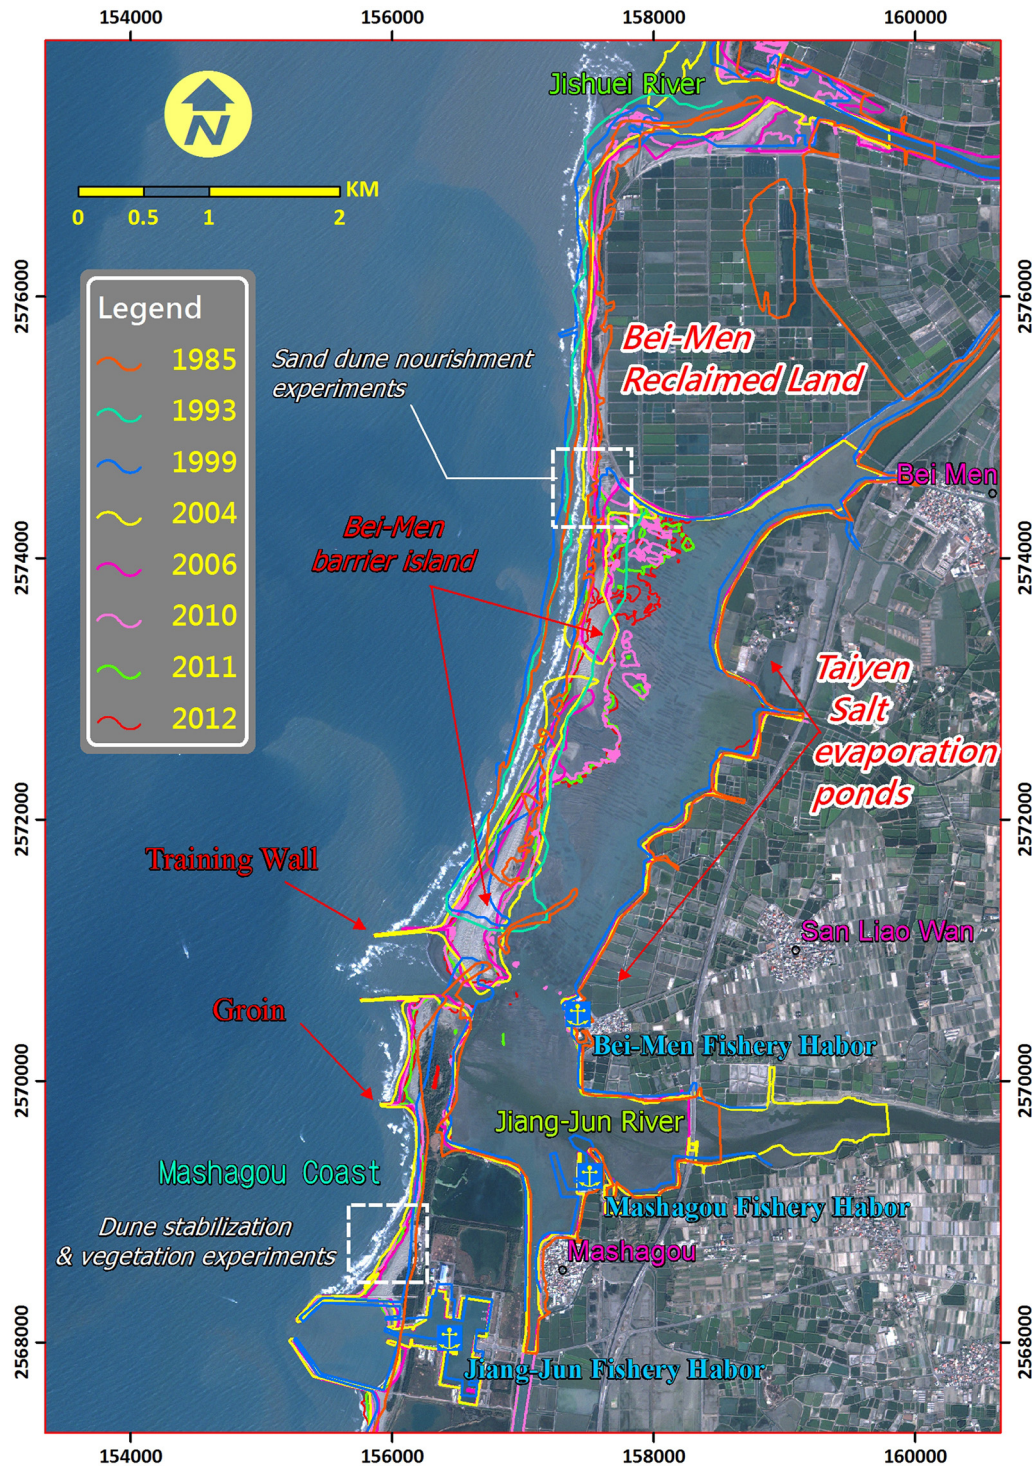 154000
156000
158000
160000
Jishuei River
N
KM
0
0.5
1
2
2576000
2576000
Legend
1985
1993
1999
2004
2006
2010
2011
2012
Sand dune nourishment
experiments
Bei-Men
Reclaimed Land
Bei Men
Bei-Men
barrier island
2574000
2574000
Taiyen
Salt
evaporation
ponds
2572000
2572000
Training Wall
San Liao Wan
Groin
Bei-Men Fishery Habor
2570000
2570000
Jiang-Jun River
Mashagou Coast
Mashagou Fishery Habor
Dune stabilization
& vegetation experiments
Mashagou
2568000
2568000
Jiang-Jun Fishery Habor
154000
156000
158000
160000